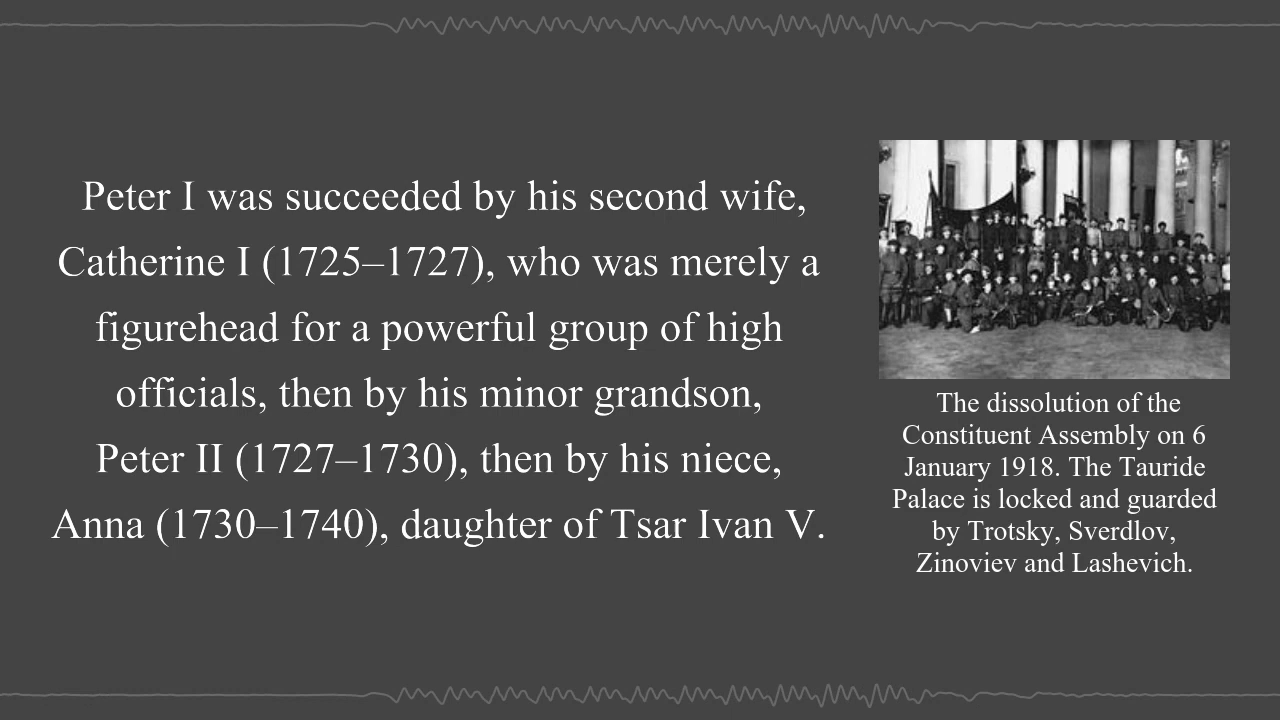 Peter I was succeeded by his second wife,
Catherine I (1725–1727), who was merely a
figurehead for a powerful group of high
officials, then by his minor grandson,
Peter II (1727–1730), then by his niece,
Anna (1730–1740), daughter of Tsar Ivan V.
The dissolution of the
Constituent Assembly on 6
January 1918. The Tauride
Palace is locked and guarded
by Trotsky, Sverdlov,
Zinoviev and Lashevich.